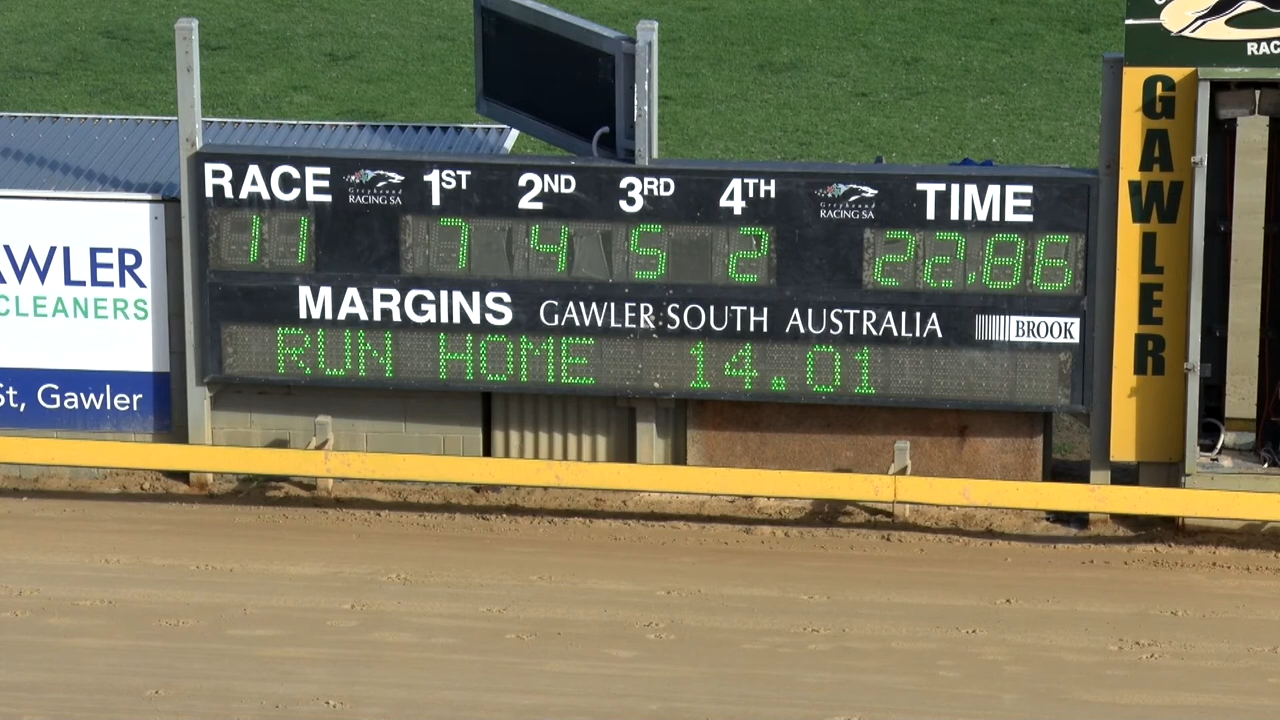 RAC
RACE
Greyhound
RACING SA
1ST
2ND
3RD
4TH
Greyhound
RACING SA
TIME
11
7
4
5
2
22.86
MARGINS
GAWLER SOUTH AUSTRALIA
BROOK
RUN HOME 14.01
AWLER
CLEANERS
St, Gawler
GAWLER